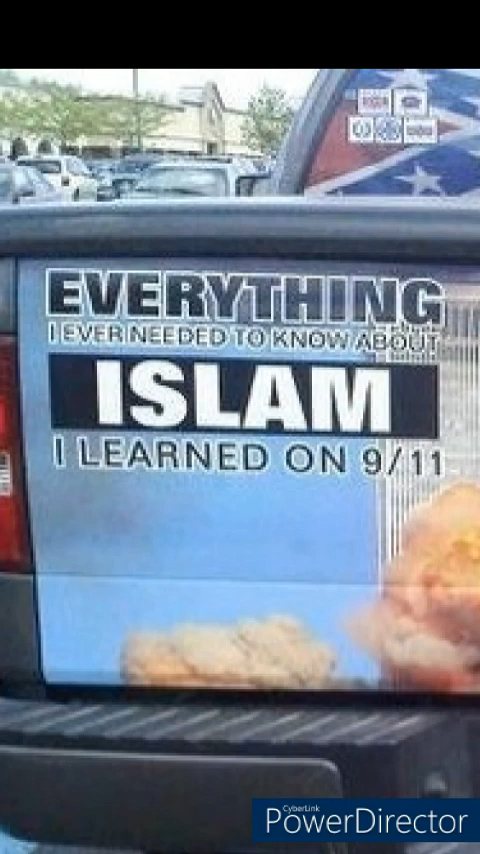 EVERYTHING
I EVER NEEDED TO KNOW ABOUT
ISLAM
I LEARNED ON 9/11
CyberLink
PowerDirector